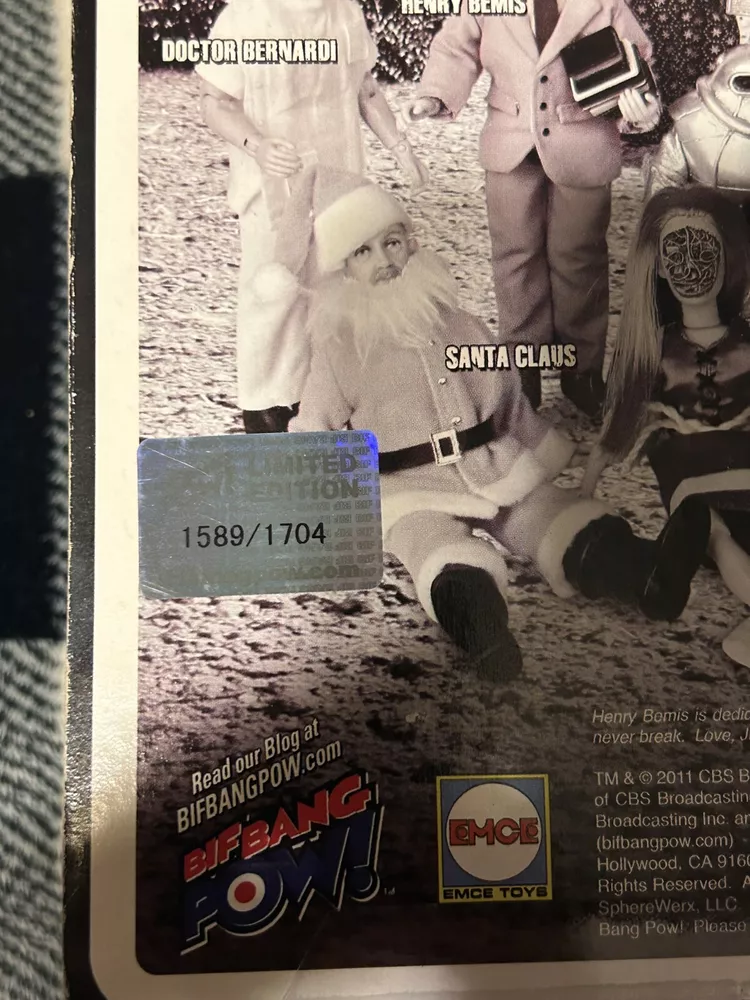 HENRY BEMIS
DOCTOR BERNARDI
SANTA CLAUS
LIMITED
EDITION
1589/1704
Read our Blog at
BIFBANGPOW.com
BIF BANG
POW!
EMCE
EMCE TOYS
Henry Bemis is dedic
never break. Love, J
TM & © 2011 CBS B
of CBS Broadcastin
Broadcasting Inc. an
(bifbangpow.com) -
Hollywood, CA 9160
Rights Reserved. A
SphereWerx, LLC.
Bang Pow! Please